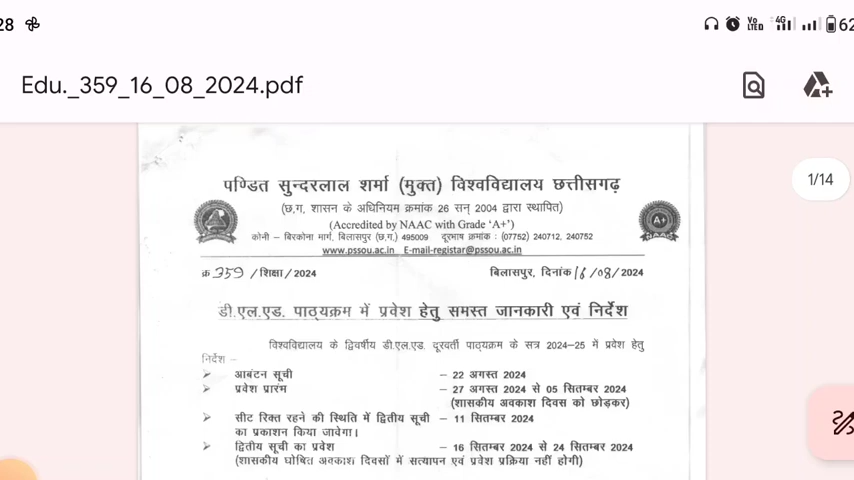 28
Vo LTED 4G 62
Edu._359_16_08_2024.pdf
1/14
पण्डित सुन्दरलाल शर्मा (मुक्त) विश्वविद्यालय छत्तीसगढ़
(छ.ग. शासन के अधिनियम क्रमांक 26 सन् 2004 द्वारा स्थापित)
(Accredited by NAAC with Grade 'A+')
कोनी – बिरकोना मार्ग, बिलासपुर (छ.ग.) 495009 दूरभाष क्रमांक : (07752) 240712, 240752
www.pssou.ac.in E-mail-registar@pssou.ac.in
A+
NAAC
क्र 359 /शिक्षा/2024 बिलासपुर, दिनांक 16/08/2024
डी.एल.एड. पाठ्यक्रम में प्रवेश हेतु समस्त जानकारी एवं निर्देश
विश्वविद्यालय के द्विवर्षीय डी.एल.एड. दूरवर्ती पाठ्यक्रम के सत्र 2024-25 में प्रवेश हेतु
निर्देश –
आबंटन सूची – 22 अगस्त 2024
प्रवेश प्रारंम – 27 अगस्त 2024 से 05 सितम्बर 2024
(शासकीय अवकाश दिवस को छोड़कर)
सीट रिक्त रहने की स्थिति में द्वितीय सूची – 11 सितम्बर 2024
का प्रकाशन किया जावेगा।
द्वितीय सूची का प्रवेश – 16 सितम्बर 2024 से 24 सितम्बर 2024
(शासकीय घोषित अवकाश दिवसों में सत्यापन एवं प्रवेश प्रक्रिया नहीं होगी)